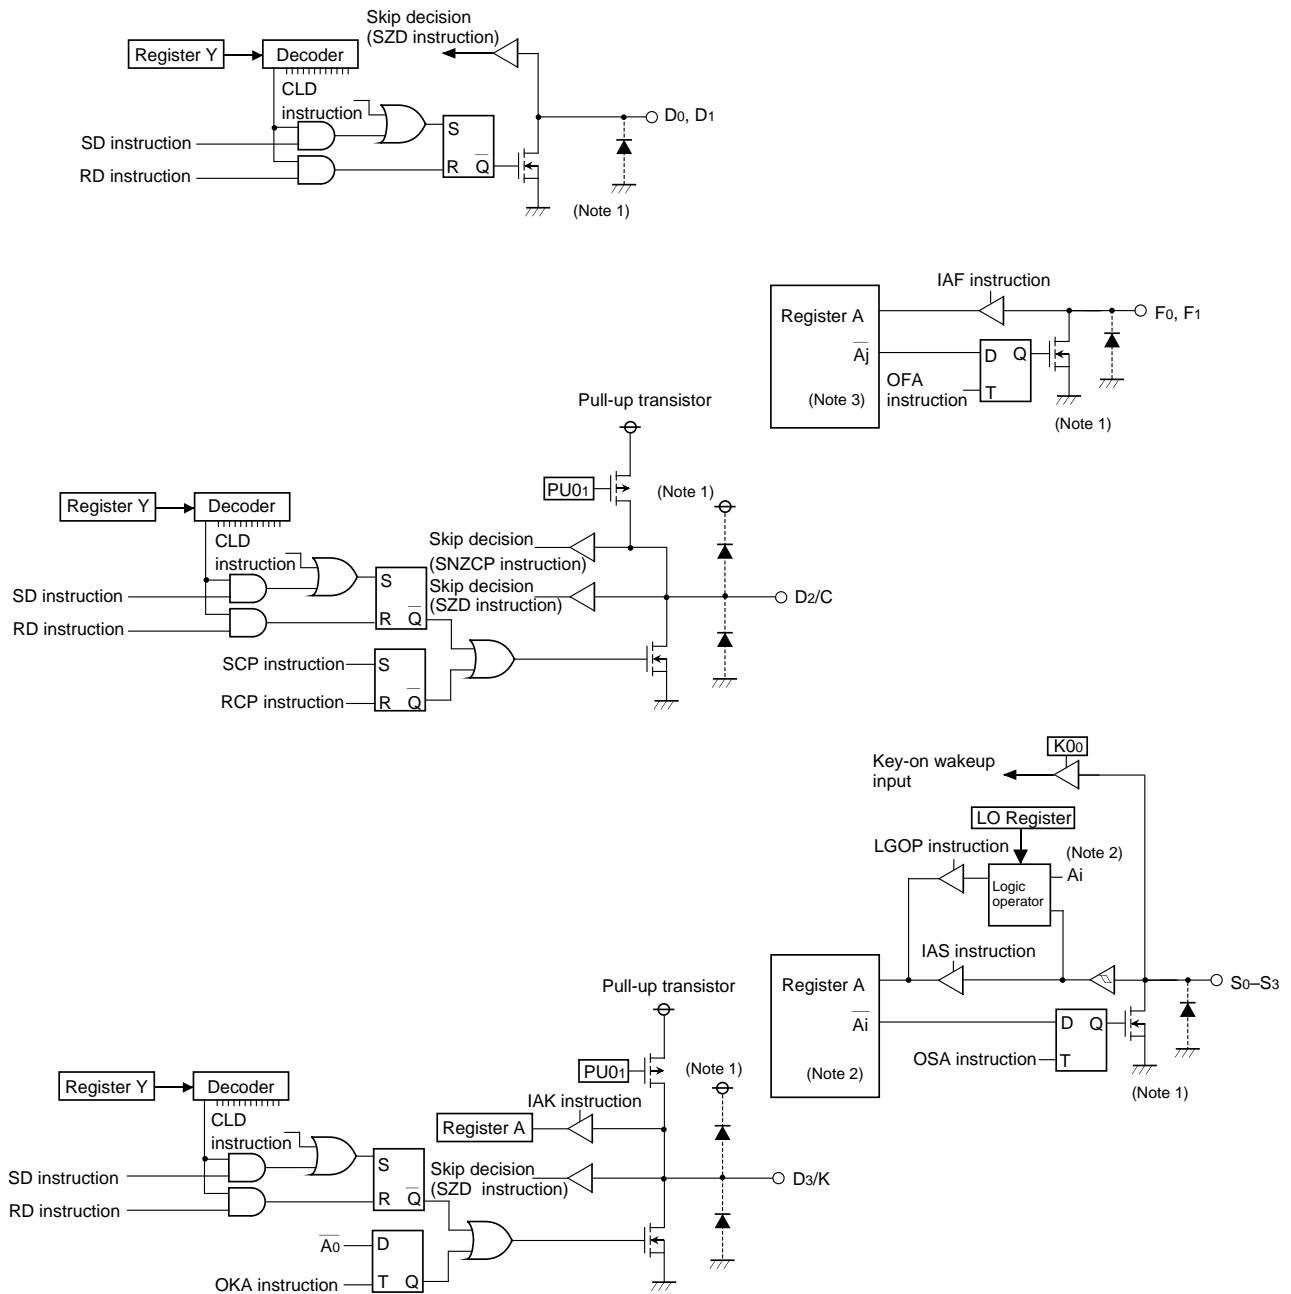 Skip decision
(SZD instruction)
Register Y
Decoder
CLD
instruction
SD instruction
RD instruction
S
R
Q̅
D0, D1
(Note 1)
IAF instruction
Register A
A̅j̅
(Note 3)
D
Q
T
OFA
instruction
F0, F1
(Note 1)
Pull-up transistor
PU01
(Note 1)
Register Y
Decoder
CLD
instruction
Skip decision
(SNZCP instruction)
Skip decision
(SZD instruction)
SD instruction
RD instruction
S
R
Q̅
D2/C
SCP instruction
RCP instruction
S
R
Q̅
K00
Key-on wakeup
input
LO Register
LGOP instruction
(Note 2)
Ai
Logic
operator
IAS instruction
Register A
A̅i̅
(Note 2)
D
Q
T
OSA instruction
S0–S3
(Note 1)
Pull-up transistor
PU01
(Note 1)
Register Y
Decoder
CLD
instruction
IAK instruction
Register A
Skip decision
(SZD instruction)
SD instruction
RD instruction
S
R
Q̅
D3/K
A̅0̅
D
T
Q
OKA instruction